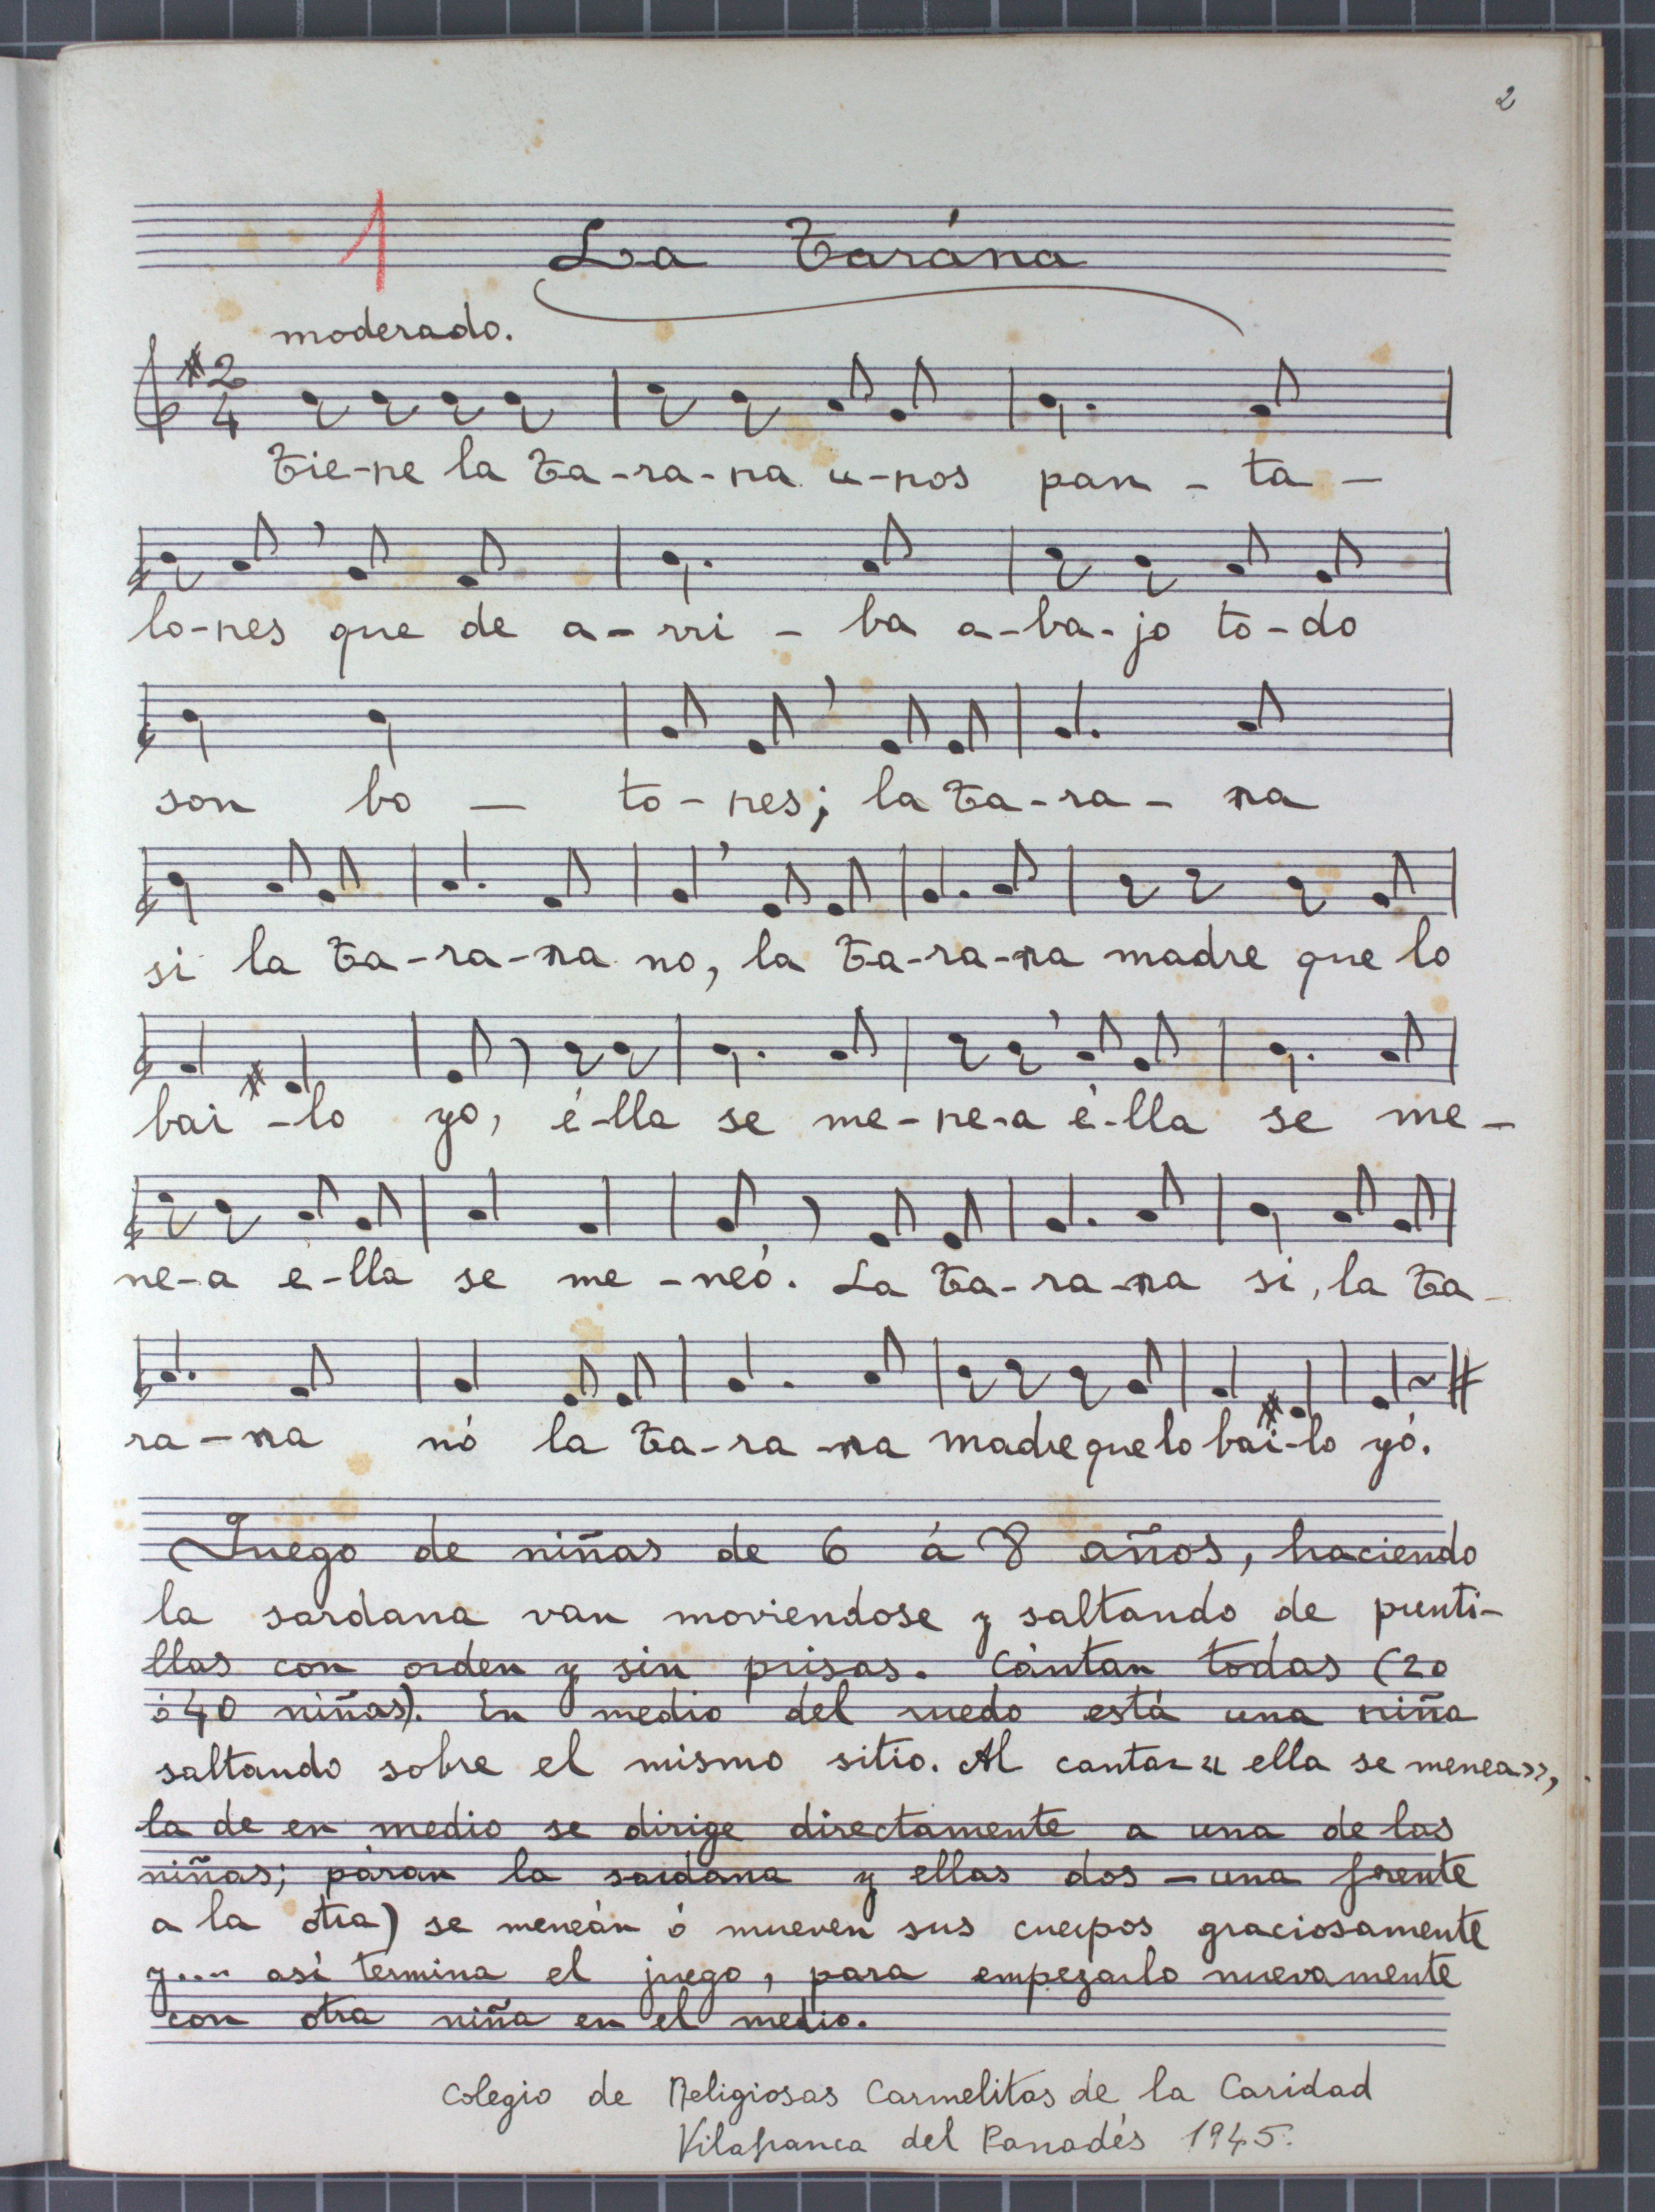 2
1 La Tarána
moderado.
2
4
Tie-ne la Ta-ra-na u-nos pan-ta-
lo-nes que de a-rri-ba a-ba-jo to-do
son bo-to-nes; la Ta-ra-na
si la Ta-ra-na no, la Ta-ra-na madre que lo
bai-lo yo, é-lla se me-ne-a é-lla se me-
ne-a e-lla se me-neó. La Ta-ra-na si, la Ta-
ra-na nó la Ta-ra-na madre que lo bai-lo yó.
Juego de niñas de 6 á 8 años, haciendo
la sardana van moviendose y saltando de punti-
llas con orden y sin prisas. Cántan todas (20
ó 40 niñas). En medio del ruedo está una niña
saltando sobre el mismo sitio. Al cantar « ella se menea»,
la de en medio se dirige directamente a una de las
niñas; páran la sardana y ellas dos - una frente
a la otra) se meneán ó mueven sus cuerpos graciosamente
y.... así termina el juego, para empezarlo nuevamente
con otra niña en el medio.
Colegio de Religiosas Carmelitas de la Caridad
Vilafranca del Panadés 1945.